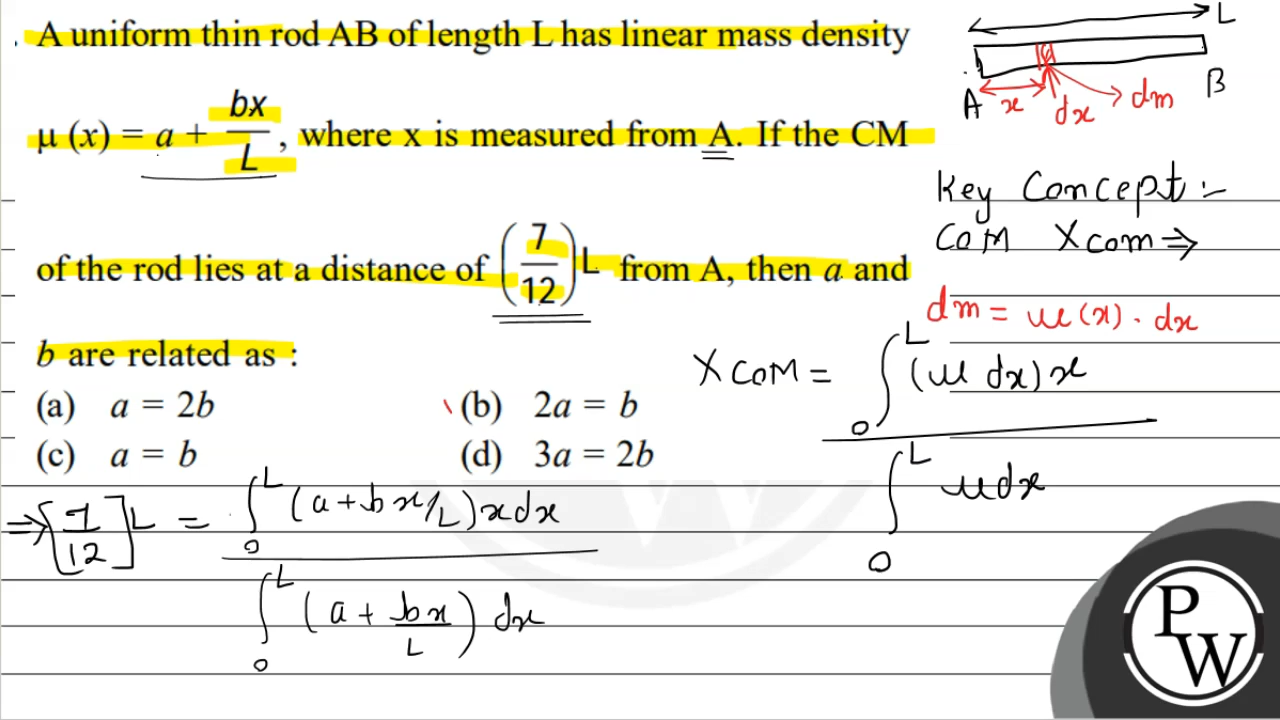 A uniform thin rod AB of length L has linear mass density
μ (x) = a + bx/L , where x is measured from A. If the CM
of the rod lies at a distance of (7/12)L from A, then a and
b are related as :
(a) a = 2b (b) 2a = b
(c) a = b (d) 3a = 2b
L
A x dx dm B
Key Concept :-
COM Xcom ⇒
dm = μ(x) . dx
XCOM = ∫₀ᴸ (μ dx) x
∫₀ᴸ μ dx
⇒ [7/12] L = ∫₀ᴸ (a + bx/L) x dx
∫₀ᴸ (a + bx/L) dx
P
W